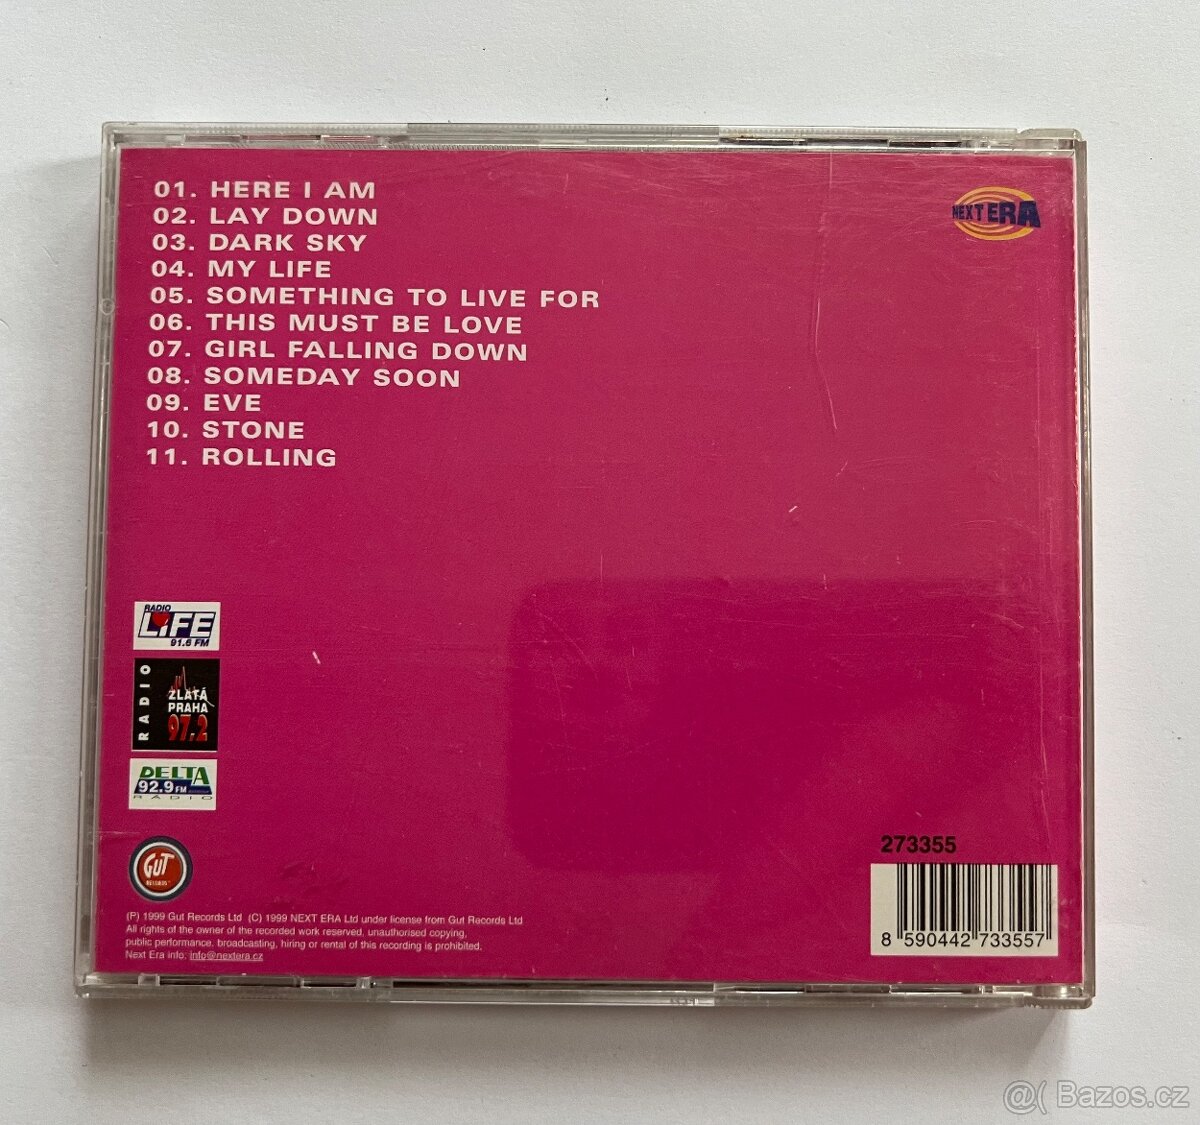 01. HERE I AM
02. LAY DOWN
03. DARK SKY
04. MY LIFE
05. SOMETHING TO LIVE FOR
06. THIS MUST BE LOVE
07. GIRL FALLING DOWN
08. SOMEDAY SOON
09. EVE
10. STONE
11. ROLLING
NEXT ERA
RADIO
LiFE
91.6 FM
RADIO
ZLATÁ
PRAHA
97.2
DELTA
92.9 FM
RADIO
GUT
RECORDS
(P) 1999 Gut Records Ltd (C) 1999 NEXT ERA Ltd under license from Gut Records Ltd
All rights of the owner of the recorded work reserved, unauthorised copying,
public performance, broadcasting, hiring or rental of this recording is prohibited.
Next Era info: info@nextera.cz
273355
8 590442 733557
@( Bazos.cz